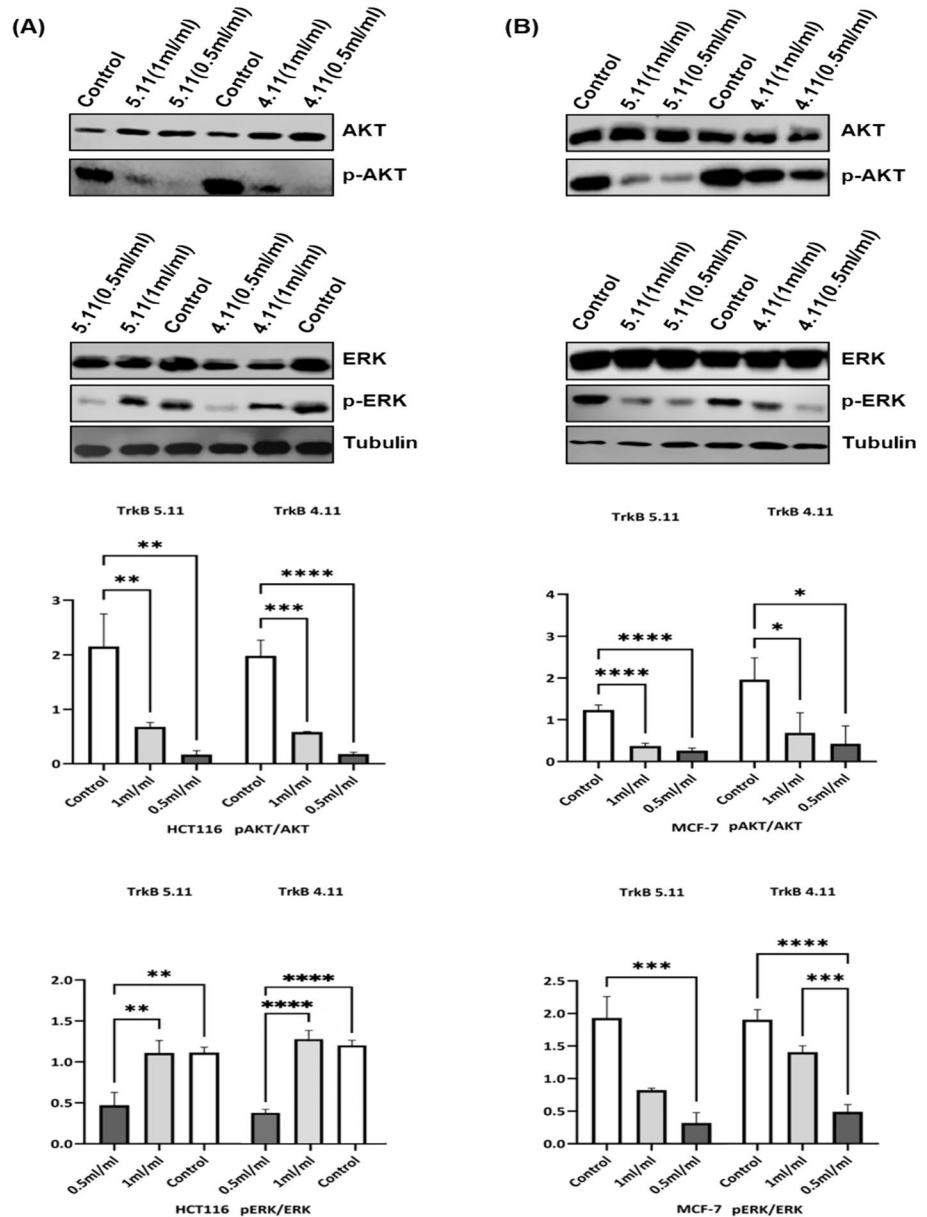 (A)
Control
5.11(1ml/ml)
5.11(0.5ml/ml)
Control
4.11(1ml/ml)
4.11(0.5ml/ml)
AKT
p-AKT
5.11(0.5ml/ml)
5.11(1ml/ml)
Control
4.11(0.5ml/ml)
4.11(1ml/ml)
Control
ERK
p-ERK
Tubulin
(B)
Control
5.11(1ml/ml)
5.11(0.5ml/ml)
Control
4.11(1ml/ml)
4.11(0.5ml/ml)
AKT
p-AKT
Control
5.11(1ml/ml)
5.11(0.5ml/ml)
Control
4.11(1ml/ml)
4.11(0.5ml/ml)
ERK
p-ERK
Tubulin
TrkB 5.11 TrkB 4.11
**
**
****
***
3
2
1
0
Control 1ml/ml 0.5ml/ml Control 1ml/ml 0.5ml/ml
HCT116 pAKT/AKT
TrkB 5.11 TrkB 4.11
****
****
*
*
4
3
2
1
0
Control 1ml/ml 0.5ml/ml Control 1ml/ml 0.5ml/ml
MCF-7 pAKT/AKT
TrkB 5.11 TrkB 4.11
**
**
****
****
2.0
1.5
1.0
0.5
0.0
0.5ml/ml 1ml/ml Control 0.5ml/ml 1ml/ml Control
HCT116 pERK/ERK
TrkB 5.11 TrkB 4.11
***
****
***
2.5
2.0
1.5
1.0
0.5
0.0
Control 1ml/ml 0.5ml/ml Control 1ml/ml 0.5ml/ml
MCF-7 pERK/ERK